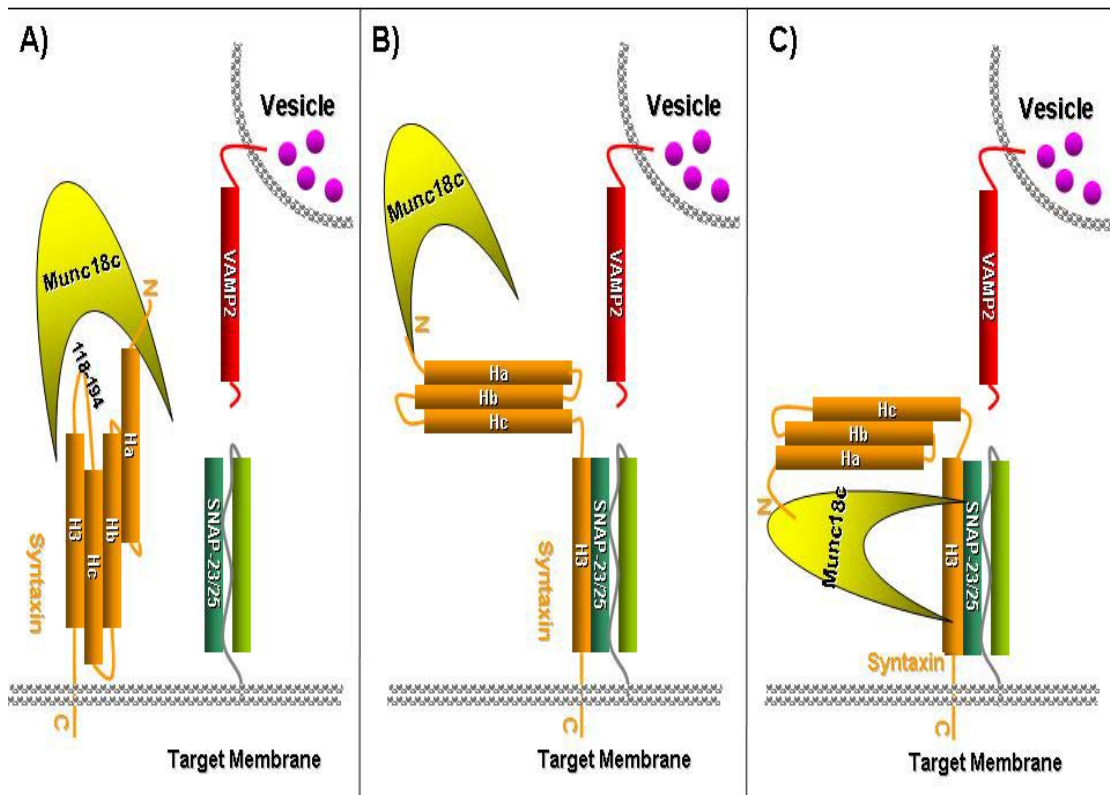 A)
Vesicle
Munc18c
N
VAMP2
118-194
Ha
H3
Hc
Hb
SNAP-23/25
Syntaxin
C
Target Membrane
B)
Vesicle
Munc18c
VAMP2
N
Ha
Hb
Hc
SNAP-23/25
H3
Syntaxin
C
Target Membrane
C)
Vesicle
VAMP2
Hc
Hb
Ha
N
Munc18c
H3
SNAP-23/25
Syntaxin
C
Target Membrane